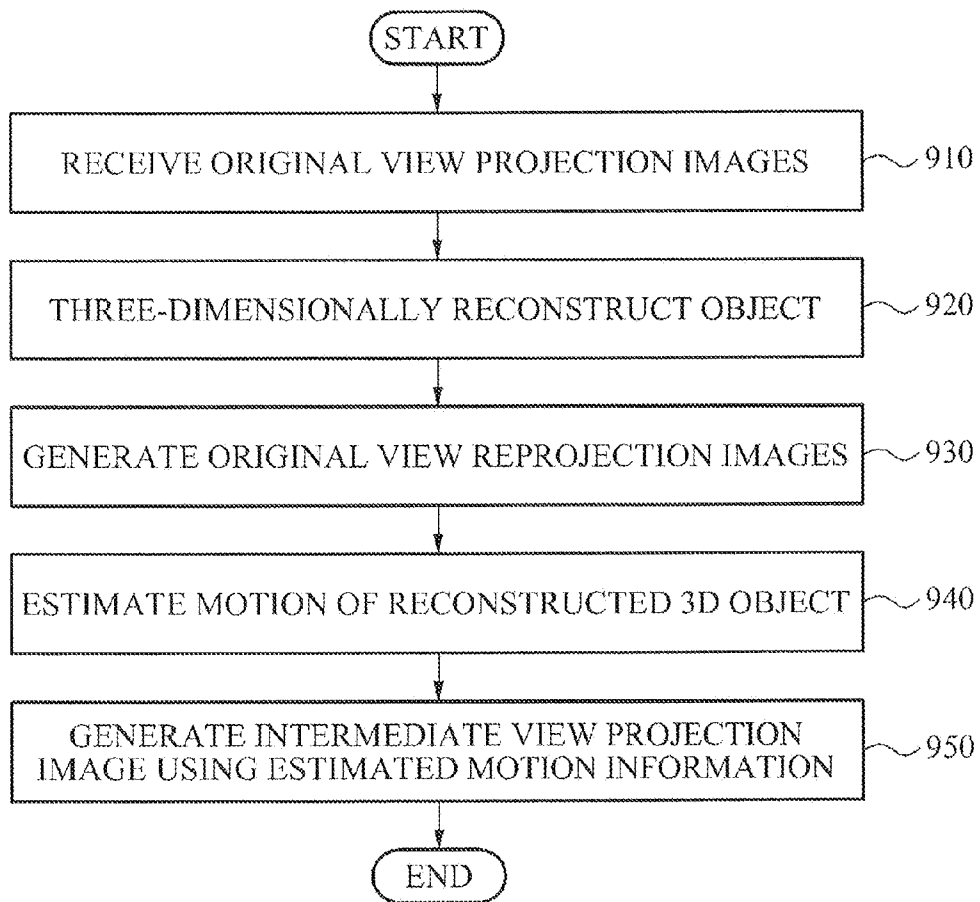 START
RECEIVE ORIGINAL VIEW PROJECTION IMAGES
910
THREE-DIMENSIONALLY RECONSTRUCT OBJECT
920
GENERATE ORIGINAL VIEW REPROJECTION IMAGES
930
ESTIMATE MOTION OF RECONSTRUCTED 3D OBJECT
940
GENERATE INTERMEDIATE VIEW PROJECTION
IMAGE USING ESTIMATED MOTION INFORMATION
950
END